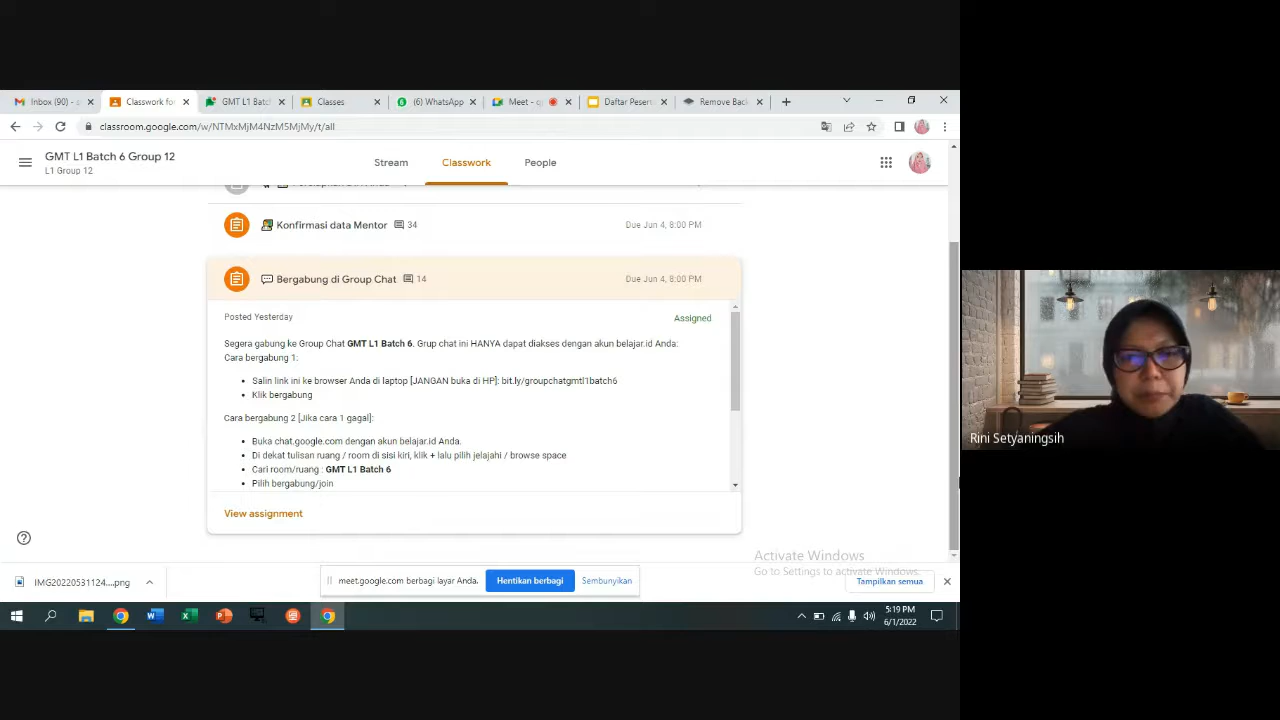 Inbox (90) - s
Classwork for
GMT L1 Batch
Classes
(6) WhatsApp
Meet - q
Daftar Pesert
Remove Back
classroom.google.com/w/NTMxMjM4NzM5MjMy/t/all
GMT L1 Batch 6 Group 12
L1 Group 12
Stream
Classwork
People
Konfirmasi data Mentor
34
Due Jun 4, 8:00 PM
Bergabung di Group Chat
14
Due Jun 4, 8:00 PM
Posted Yesterday
Assigned
Segera gabung ke Group Chat GMT L1 Batch 6. Grup chat ini HANYA dapat diakses dengan akun belajar.id Anda:
Cara bergabung 1:
• Salin link ini ke browser Anda di laptop [JANGAN buka di HP]: bit.ly/groupchatgmtl1batch6
• Klik bergabung
Cara bergabung 2 [Jika cara 1 gagal]:
• Buka chat.google.com dengan akun belajar.id Anda.
• Di dekat tulisan ruang / room di sisi kiri, klik + lalu pilih jelajahi / browse space
• Cari room/ruang : GMT L1 Batch 6
• Pilih bergabung/join
View assignment
Activate Windows
Go to Settings to activate Windows.
IMG20220531124....png
meet.google.com berbagi layar Anda.
Hentikan berbagi
Sembunyikan
Tampilkan semua
5:19 PM
6/1/2022
Rini Setyaningsih